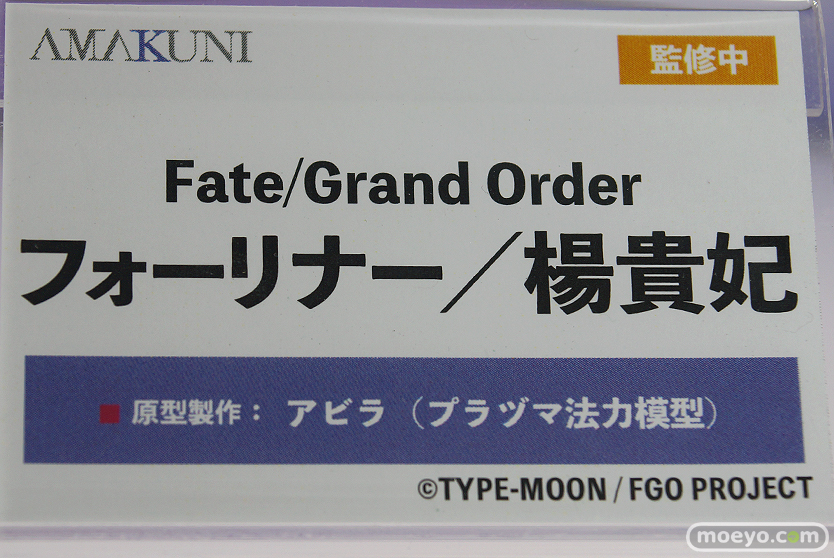 AMAKUNI
監修中
Fate/Grand Order
フォーリナー／楊貴妃
■ 原型製作： アビラ（プラヅマ法力模型）
©TYPE-MOON / FGO PROJECT
moeyo.com